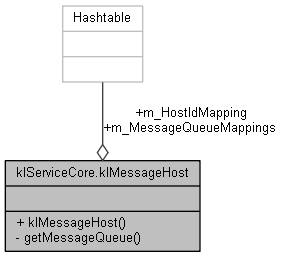 Hashtable
+m_HostIdMapping
+m_MessageQueueMappings
klServiceCore.klMessageHost
+ klMessageHost()
- getMessageQueue()